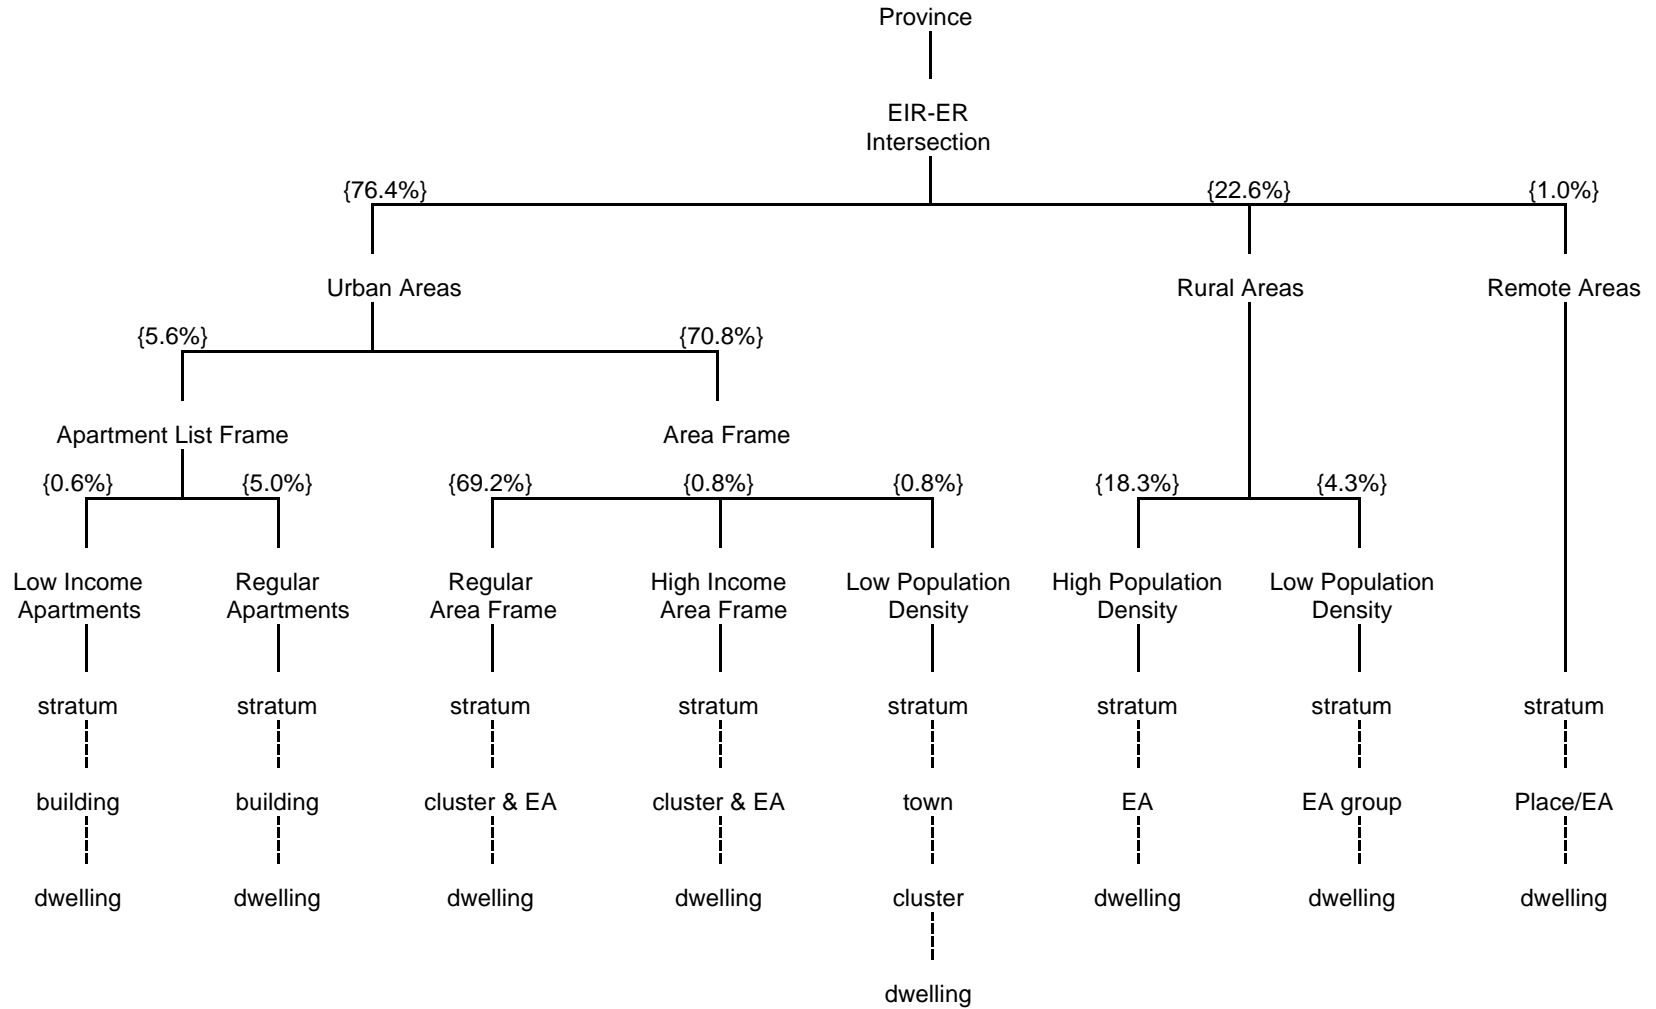 Province
EIR-ER
Intersection
{76.4%} {22.6%} {1.0%}
Urban Areas Rural Areas Remote Areas
{5.6%} {70.8%}
Apartment List Frame Area Frame
{0.6%} {5.0%} {69.2%} {0.8%} {0.8%} {18.3%} {4.3%}
Low Income Regular Regular High Income Low Population High Population Low Population
Apartments Apartments Area Frame Area Frame Density Density Density
stratum stratum stratum stratum stratum stratum stratum stratum
building building cluster & EA cluster & EA town EA EA group Place/EA
dwelling dwelling dwelling dwelling cluster dwelling dwelling dwelling
dwelling